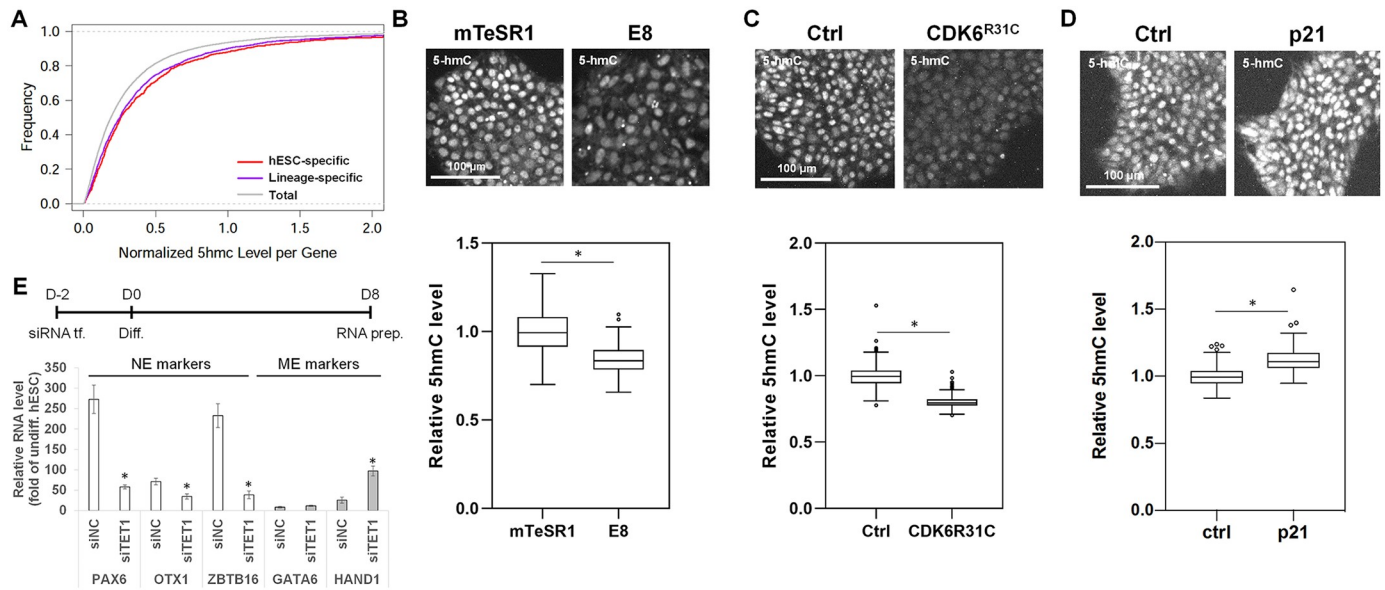 A
1.0
0.8
0.6
0.4
0.2
0.0
Frequency
hESC-specific
Lineage-specific
Total
0.0 0.5 1.0 1.5 2.0
Normalized 5hmc Level per Gene
B
mTeSR1 E8
5-hmC 5-hmC
100 µm
1.5
1.0
0.5
0.0
Relative 5hmC level
*
mTeSR1 E8
C
Ctrl CDK6R31C
5-hmC 5-hmC
100 µm
2.0
1.5
1.0
0.5
0.0
Relative 5hmC level
*
Ctrl CDK6R31C
D
Ctrl p21
5-hmC 5-hmC
100 µm
2.0
1.5
1.0
0.5
0.0
Relative 5hmC level
*
ctrl p21
E
D-2 D0 D8
siRNA tf. Diff. RNA prep.
NE markers ME markers
350
300
250
200
150
100
50
0
Relative RNA level
(fold of undiff. hESC)
* * * *
siNC siTET1 siNC siTET1 siNC siTET1 siNC siTET1 siNC siTET1
PAX6 OTX1 ZBTB16 GATA6 HAND1